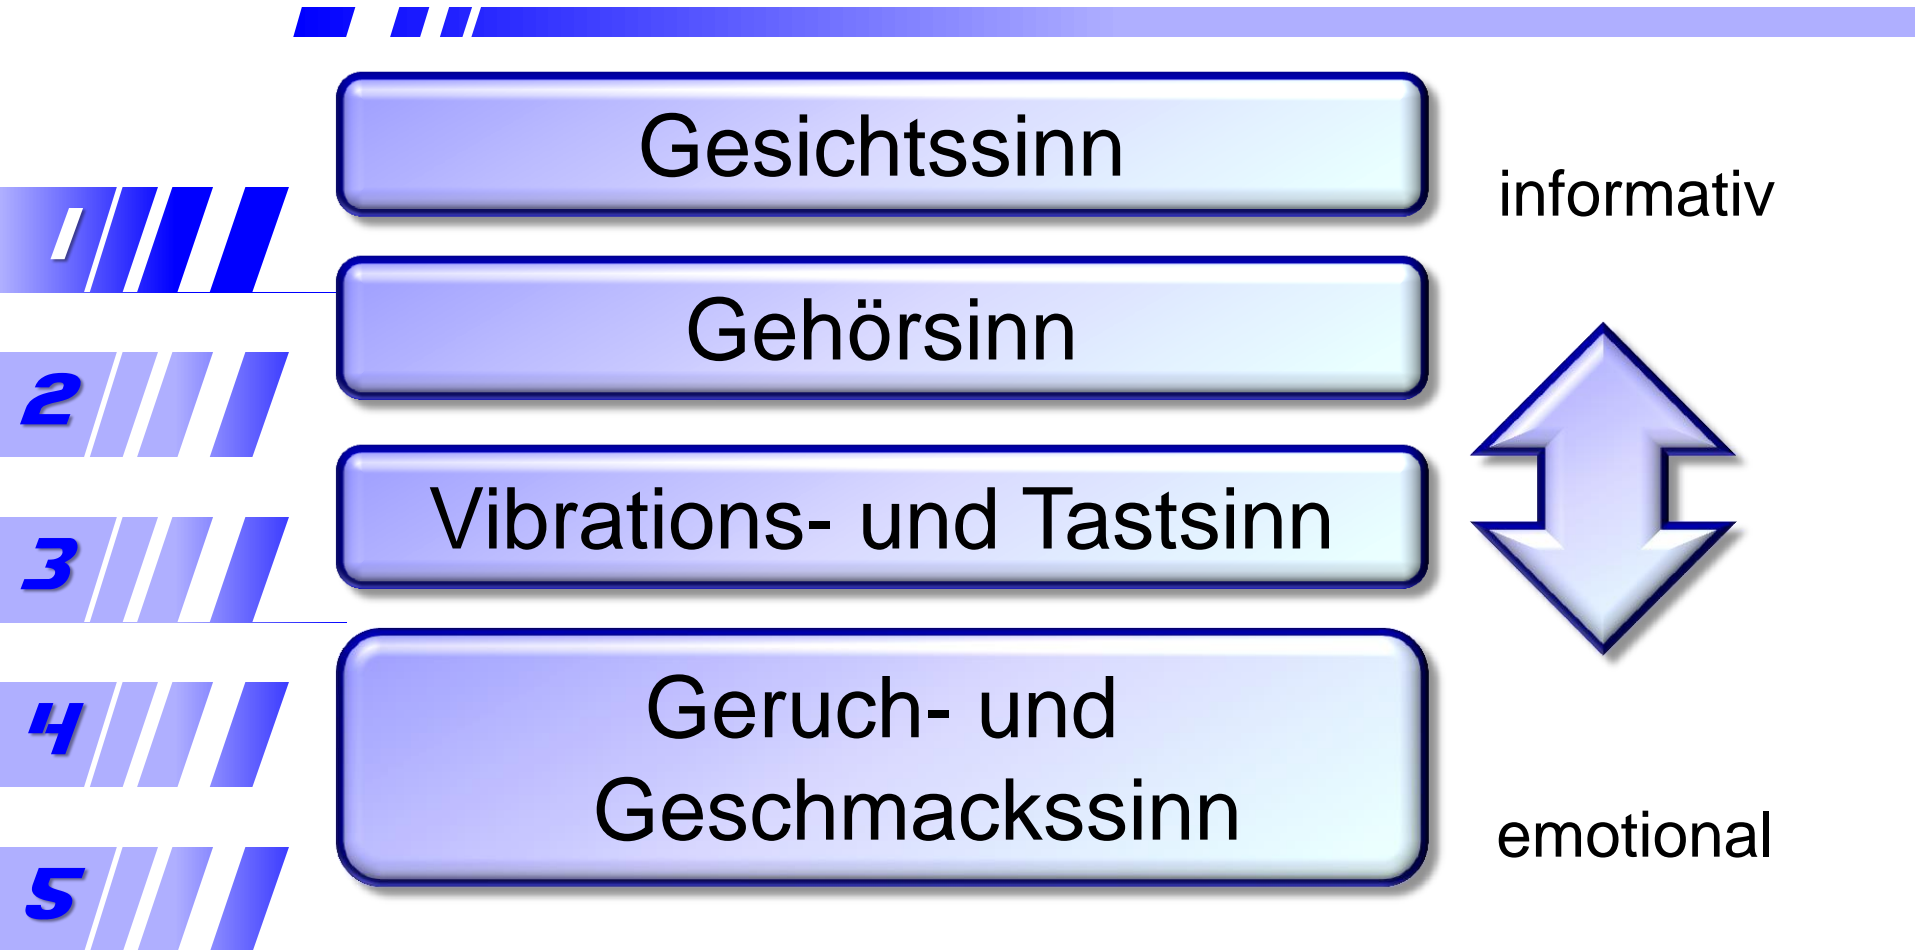 Gesichtssinn
informativ
1
Gehörsinn
2
Vibrations- und Tastsinn
3
Geruch- und
4
Geschmackssinn
emotional
5